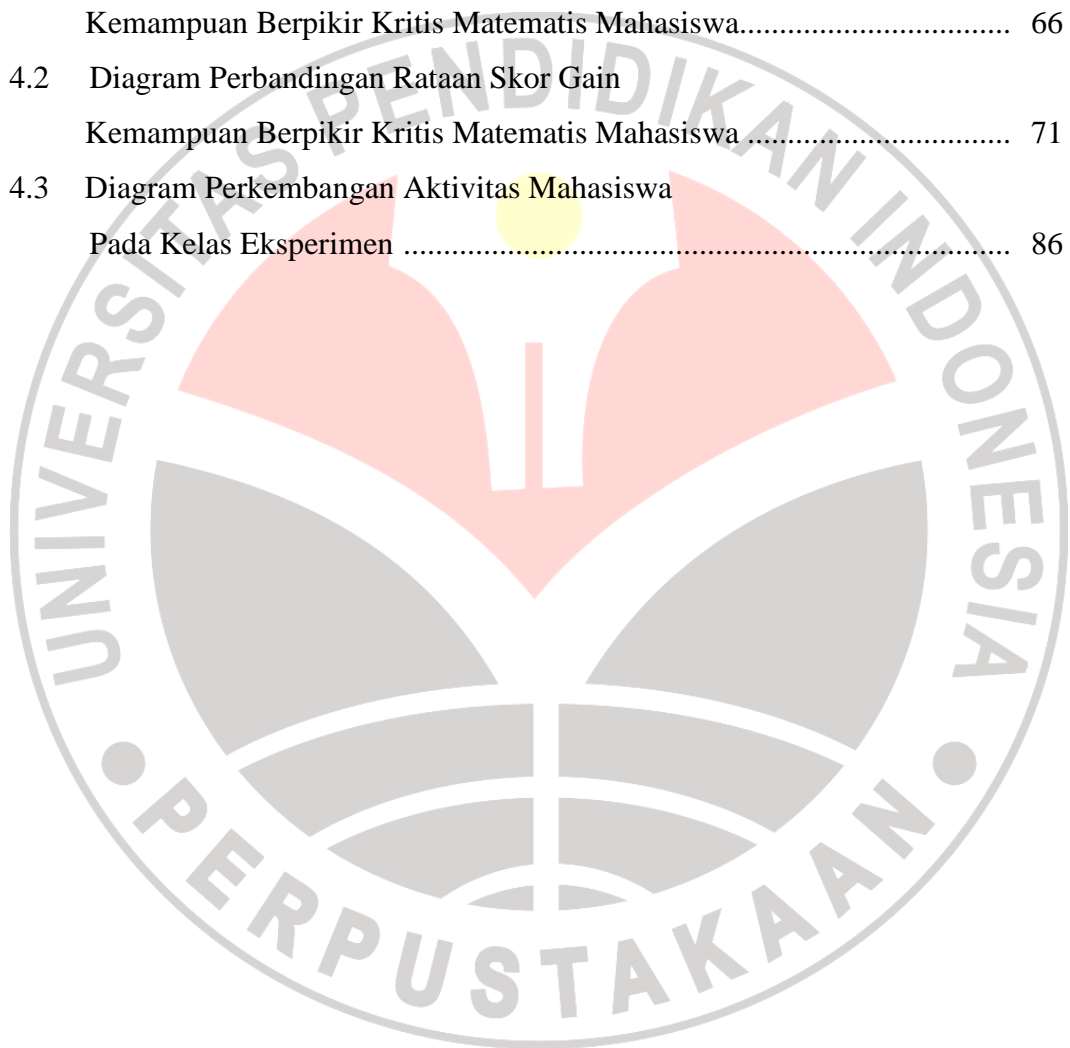 Kemampuan Berpikir Kritis Matematis Mahasiswa.................................. 66
4.2 Diagram Perbandingan Rataan Skor Gain
Kemampuan Berpikir Kritis Matematis Mahasiswa ................................. 71
4.3 Diagram Perkembangan Aktivitas Mahasiswa
Pada Kelas Eksperimen ............................................................................ 86
UNIVERSITAS PENDIDIKAN INDONESIA
PERPUSTAKAAN